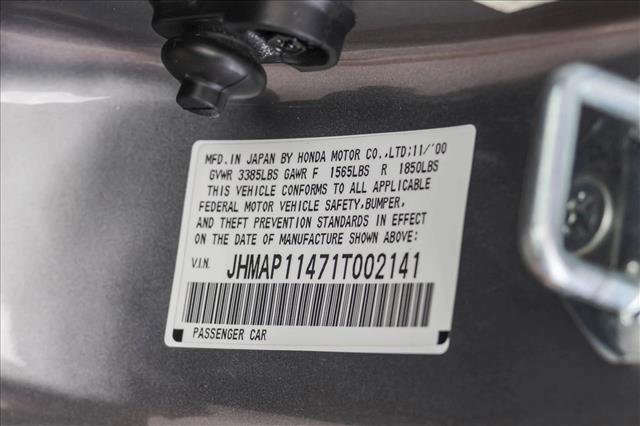 MFD.IN JAPAN BY HONDA MOTOR CO.,LTD;11/'00
GVWR 3385LBS GAWR F 1565LBS R 1850LBS
THIS VEHICLE CONFORMS TO ALL APPLICABLE
FEDERAL MOTOR VEHICLE SAFETY,BUMPER,
AND THEFT PREVENTION STANDARDS IN EFFECT
ON THE DATE OF MANUFACTURE SHOWN ABOVE:
V.I.N. JHMAP11471T002141
PASSENGER CAR